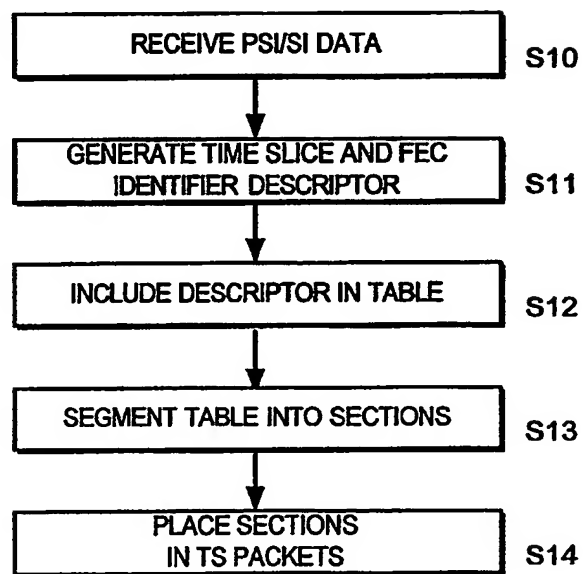 RECEIVE PSI/SI DATA
S10
GENERATE TIME SLICE AND FEC
IDENTIFIER DESCRIPTOR
S11
INCLUDE DESCRIPTOR IN TABLE
S12
SEGMENT TABLE INTO SECTIONS
S13
PLACE SECTIONS
IN TS PACKETS
S14